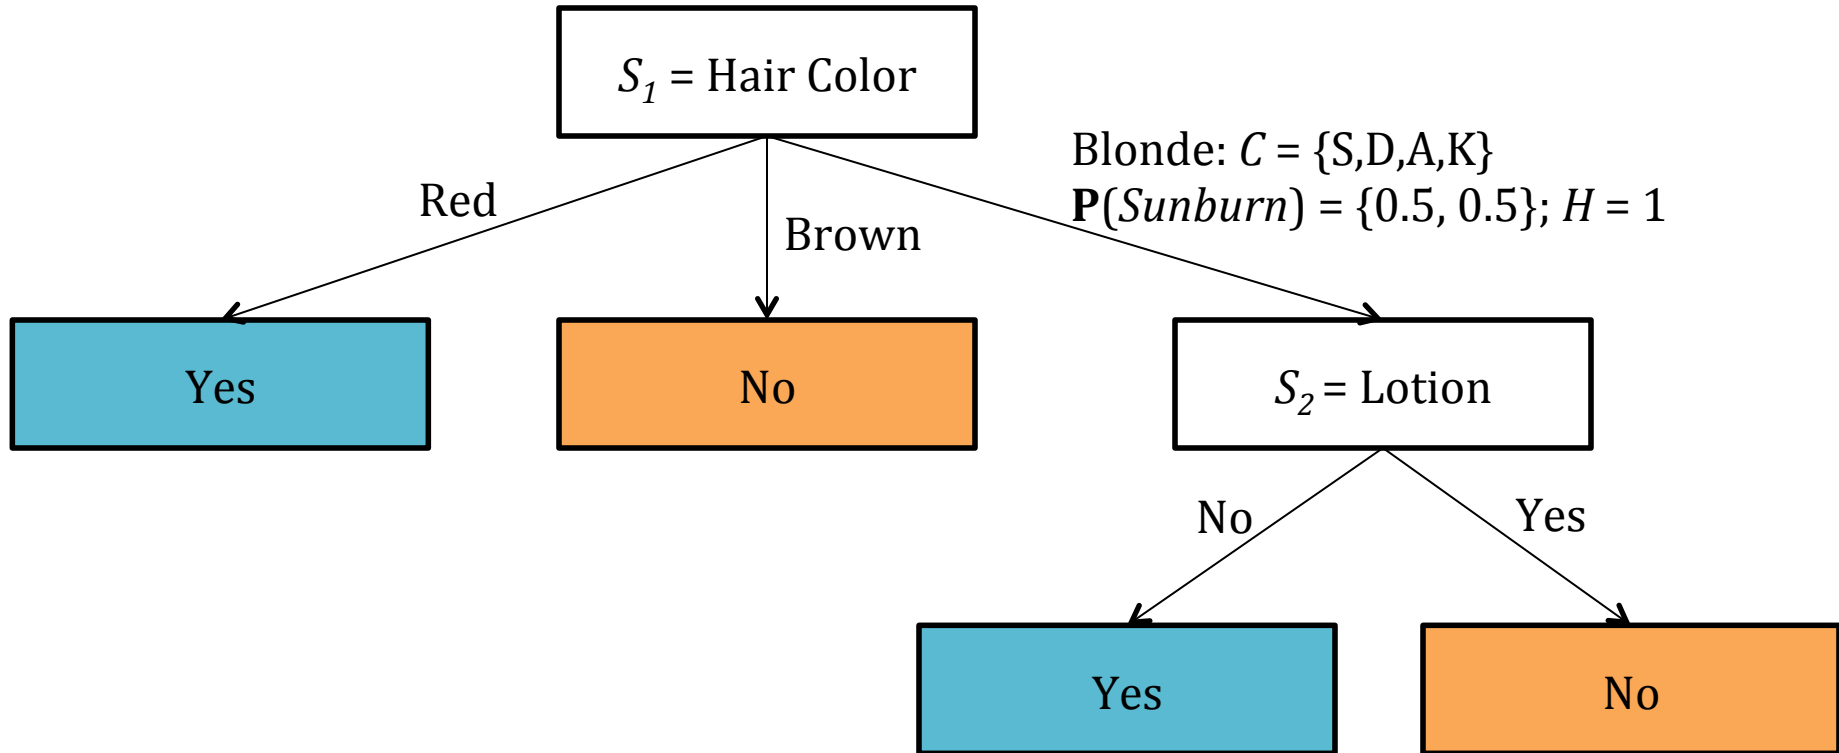 S1 = Hair Color
Blonde: C = {S,D,A,K}
P(Sunburn) = {0.5, 0.5}; H = 1
Red
Brown
Yes
No
S2 = Lotion
No
Yes
Yes
No